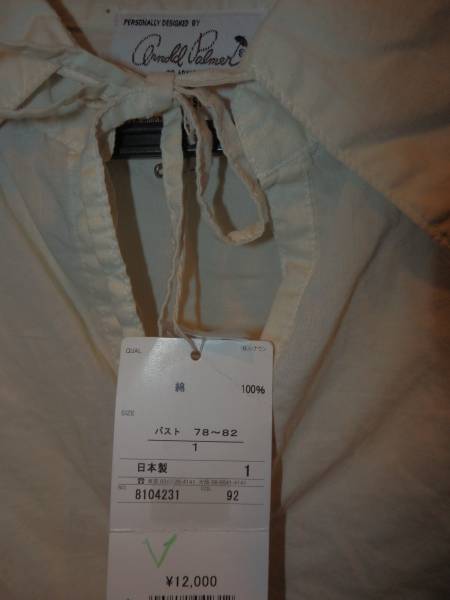 PERSONALLY DESIGNED BY
Arnold Palmer
QUAL
綿 100%
SIZE
バスト 78～82
1
日本製 1
8104231 92
¥12,000